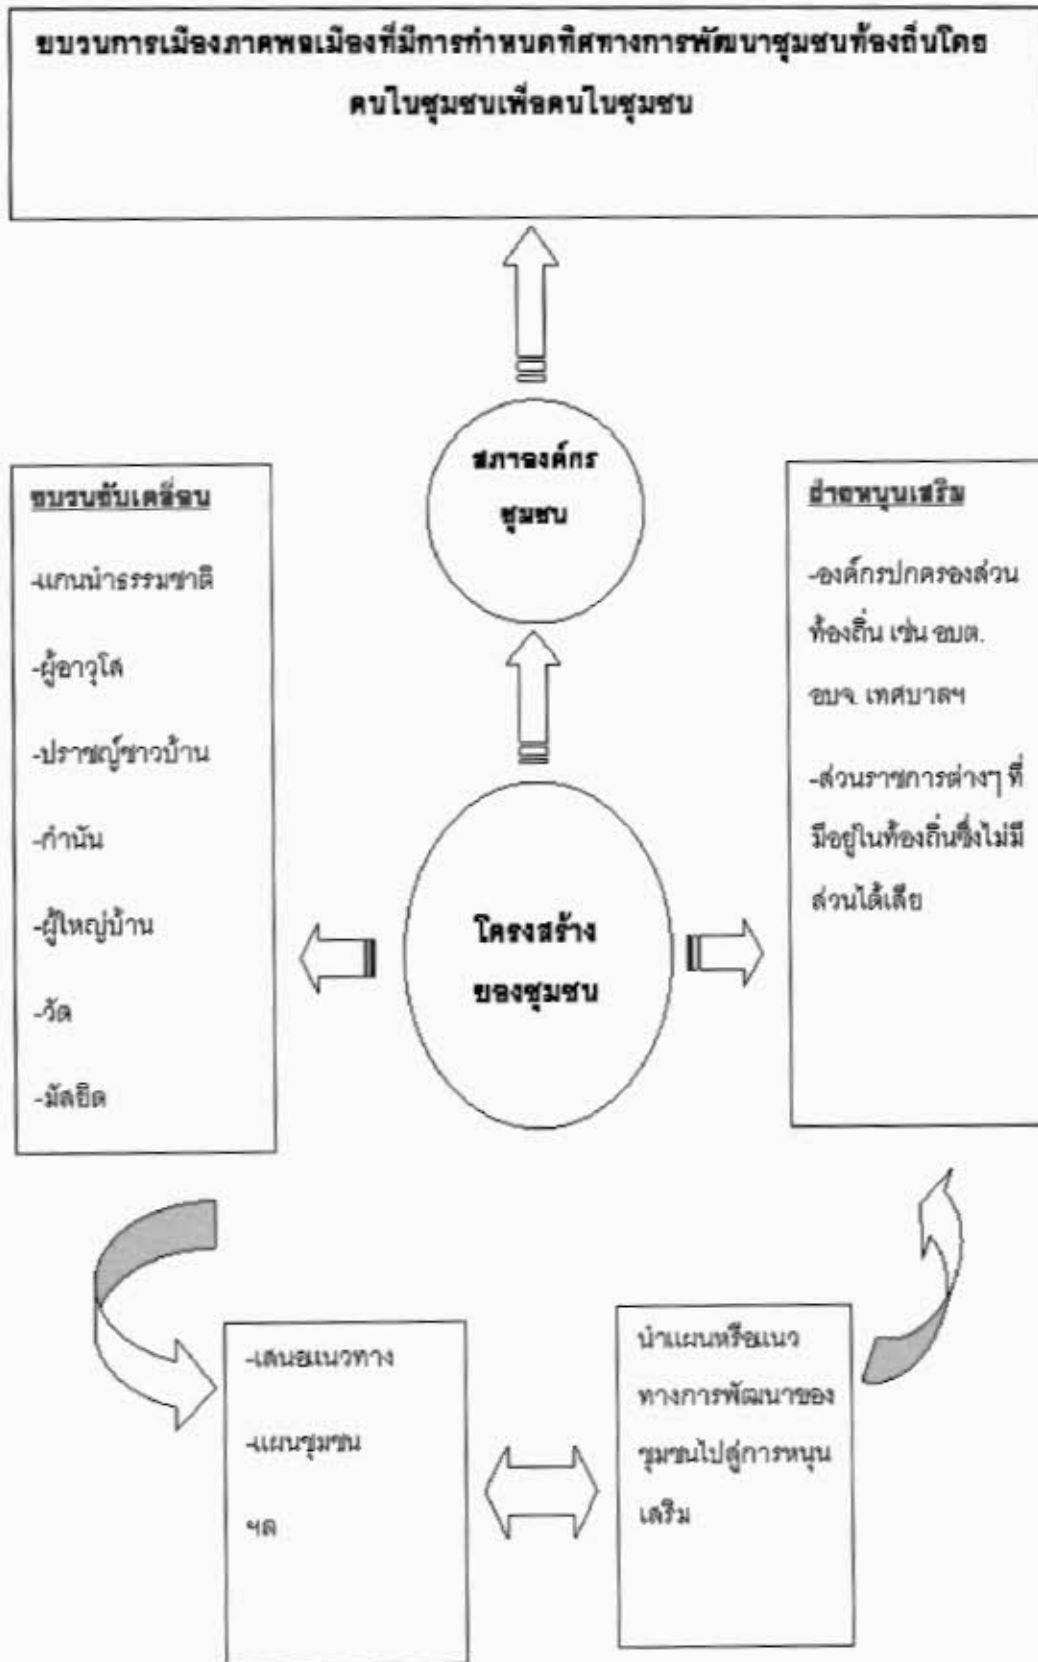 ขบวนการเมืองภาคพลเมืองที่มีการกำหนดทิศทางการพัฒนาชุมชนท้องถิ่นโดย
คนในชุมชนเพื่อคนในชุมชน
สภาองค์กร
ชุมชน
ขบวนขับเคลื่อน
-แกนนำธรรมชาติ
-ผู้อาวุโส
-ปราชญ์ชาวบ้าน
-กำนัน
-ผู้ใหญ่บ้าน
-วัด
-มัสยิด
โครงสร้าง
ของชุมชน
ฝ่ายหนุนเสริม
-องค์กรปกครองส่วน
ท้องถิ่น เช่น อบต.
อบจ. เทศบาลฯ
-ส่วนราชการต่างๆ ที่
มีอยู่ในท้องถิ่นซึ่งไม่มี
ส่วนได้เสีย
-เสนอแนวทาง
-แผนชุมชน
ฯล
นำแผนหรือแนว
ทางการพัฒนาของ
ชุมชนไปสู่การหนุน
เสริม